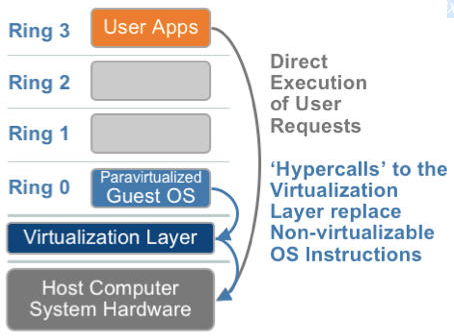 Ring 3
User Apps
Ring 2
Ring 1
Ring 0
Paravirtualized
Guest OS
Virtualization Layer
Host Computer
System Hardware
Direct
Execution
of User
Requests
‘Hypercalls’ to the
Virtualization
Layer replace
Non-virtualizable
OS Instructions